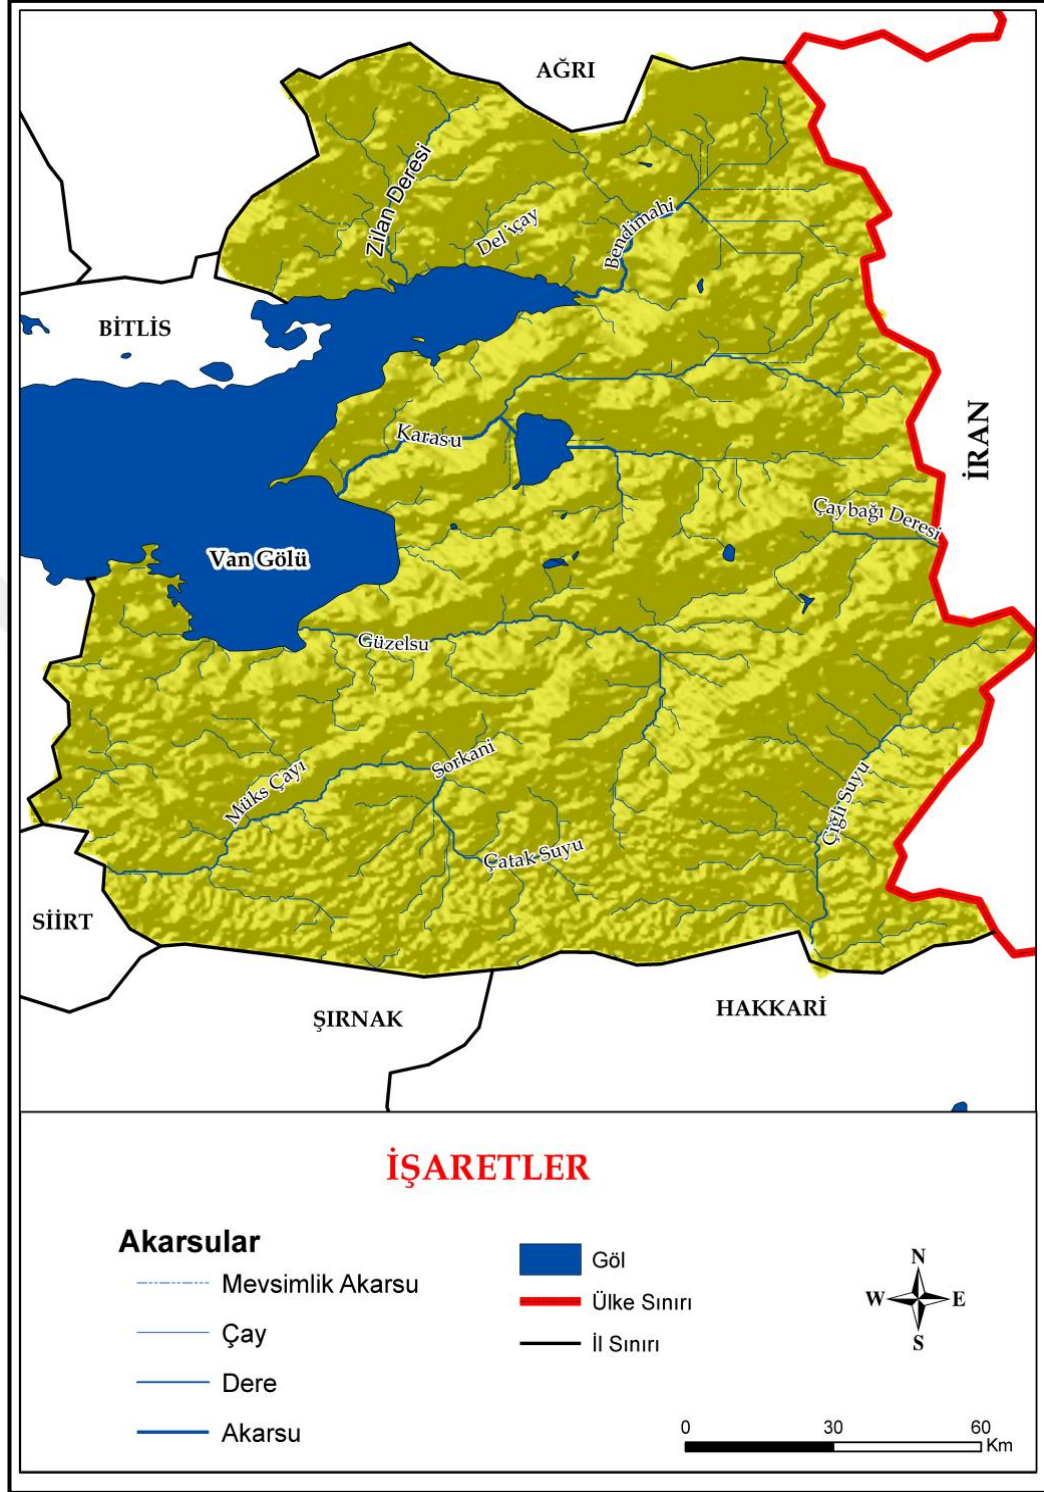 AĞRI
Zilan Deresi
Deliçay
Bendimahi
BİTLİS
İRAN
Karasu
Çaybağı Deresi
Van Gölü
Güzelsu
Sorkani
Müks Çayı
Çığlı Suyu
Çatak Suyu
SİİRT
ŞIRNAK
HAKKARİ
İŞARETLER
Akarsular
Mevsimlik Akarsu
Çay
Dere
Akarsu
Göl
Ülke Sınırı
İl Sınırı
N
W E
S
0 30 60
Km